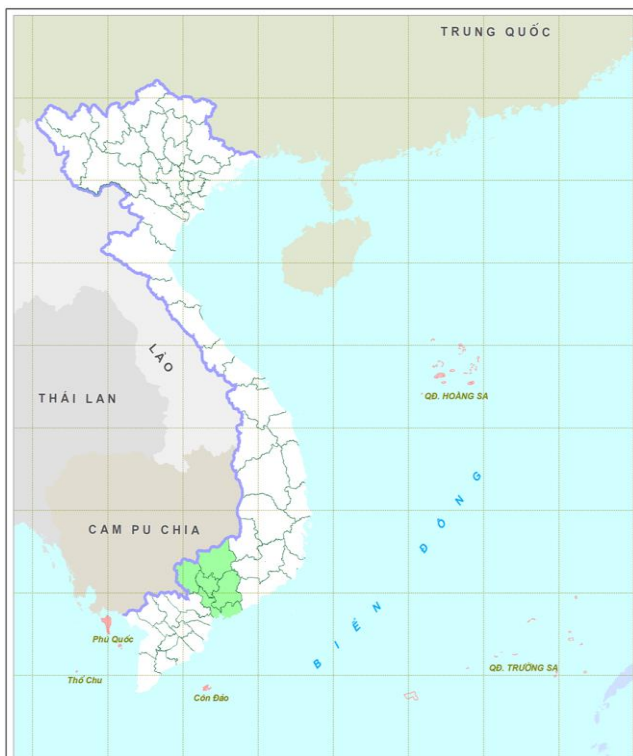 TRUNG QUỐC
LÀO
THÁI LAN
QĐ. HOÀNG SA
CAM PU CHIA
BIỂN ĐÔNG
Phú Quốc
QĐ. TRƯỜNG SA
Thổ Chu
Côn Đảo